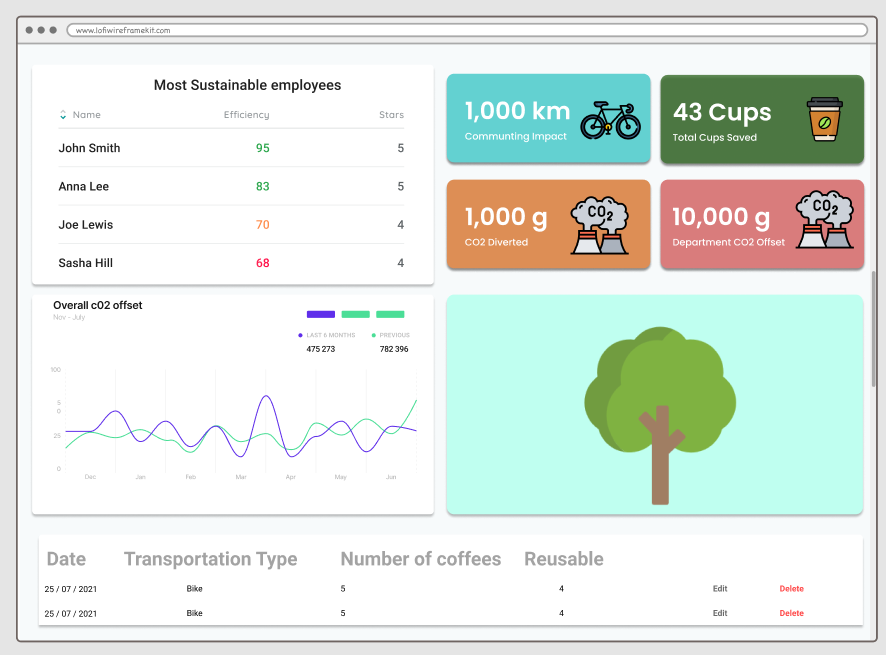 www.lofiwireframekit.com
Most Sustainable employees
Name Efficiency Stars
John Smith 95 5
Anna Lee 83 5
Joe Lewis 70 4
Sasha Hill 68 4
1,000 km
Communting Impact
43 Cups
Total Cups Saved
1,000 g
CO2 Diverted
CO2
10,000 g
Department CO2 Offset
CO2
Overall c02 offset
Nov - July
LAST 6 MONTHS PREVIOUS
475 273 782 396
100
5
0
25
0
Dec Jan Feb Mar Apr May Jun
Date Transportation Type Number of coffees Reusable
25 / 07 / 2021 Bike 5 4 Edit Delete
25 / 07 / 2021 Bike 5 4 Edit Delete